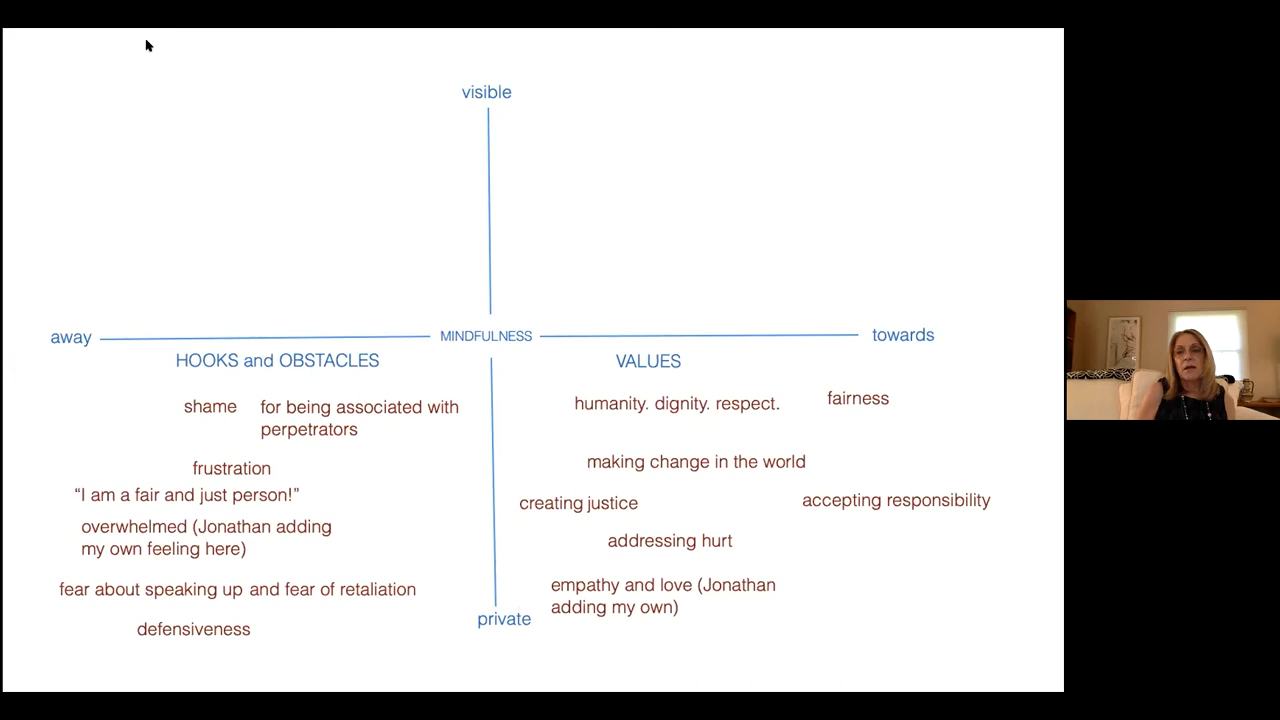 visible
away
MINDFULNESS
towards
HOOKS and OBSTACLES
VALUES
shame
for being associated with
perpetrators
humanity. dignity. respect.
fairness
frustration
making change in the world
“I am a fair and just person!”
creating justice
accepting responsibility
overwhelmed (Jonathan adding
my own feeling here)
addressing hurt
fear about speaking up and fear of retaliation
empathy and love (Jonathan
adding my own)
defensiveness
private